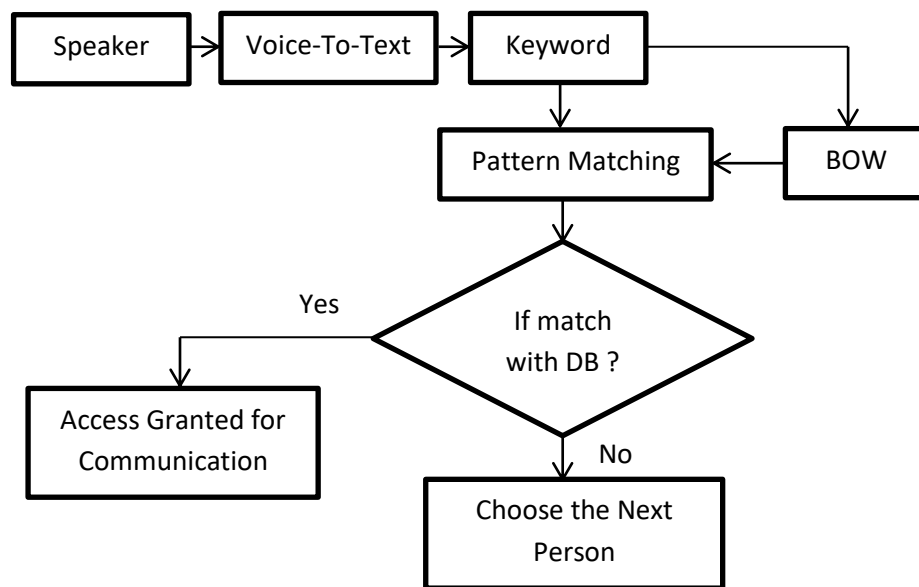 Speaker
Voice-To-Text
Keyword
Pattern Matching
BOW
If match
with DB ?
Yes
Access Granted for
Communication
No
Choose the Next
Person